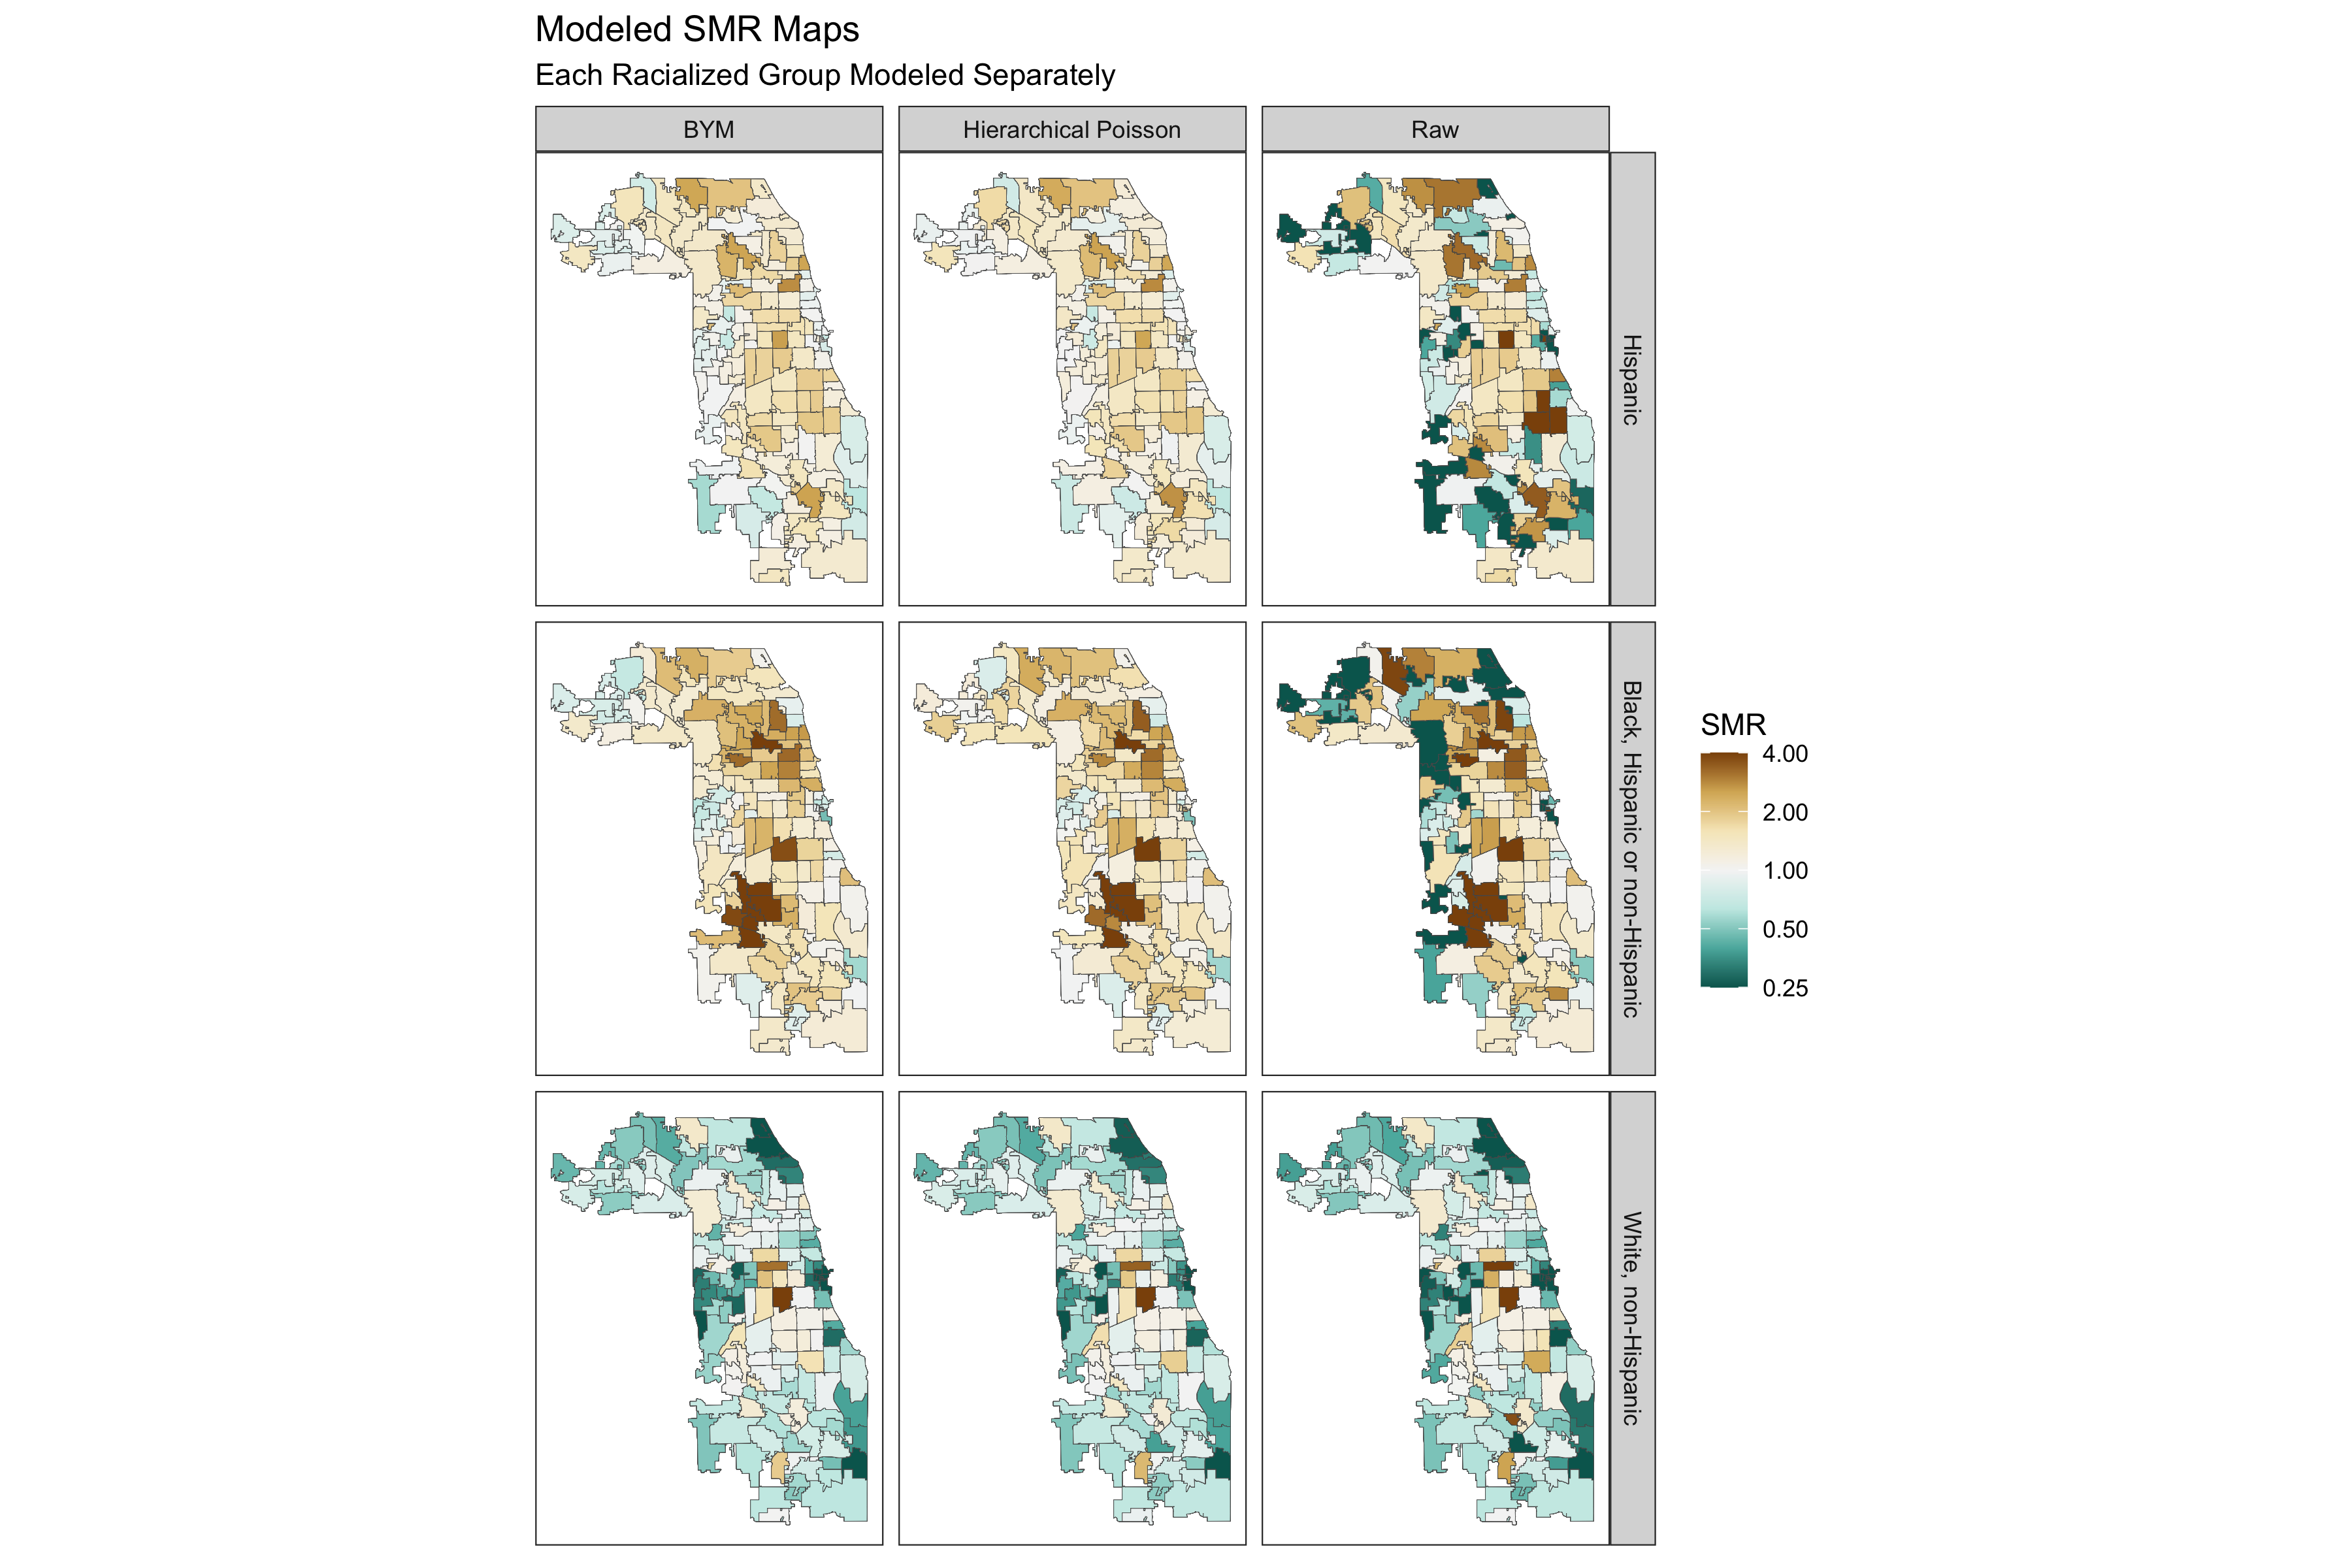 Modeled SMR Maps
Each Racialized Group Modeled Separately
BYM
Hierarchical Poisson
Raw
Hispanic
Black, Hispanic or non-Hispanic
White, non-Hispanic
SMR
4.00
2.00
1.00
0.50
0.25